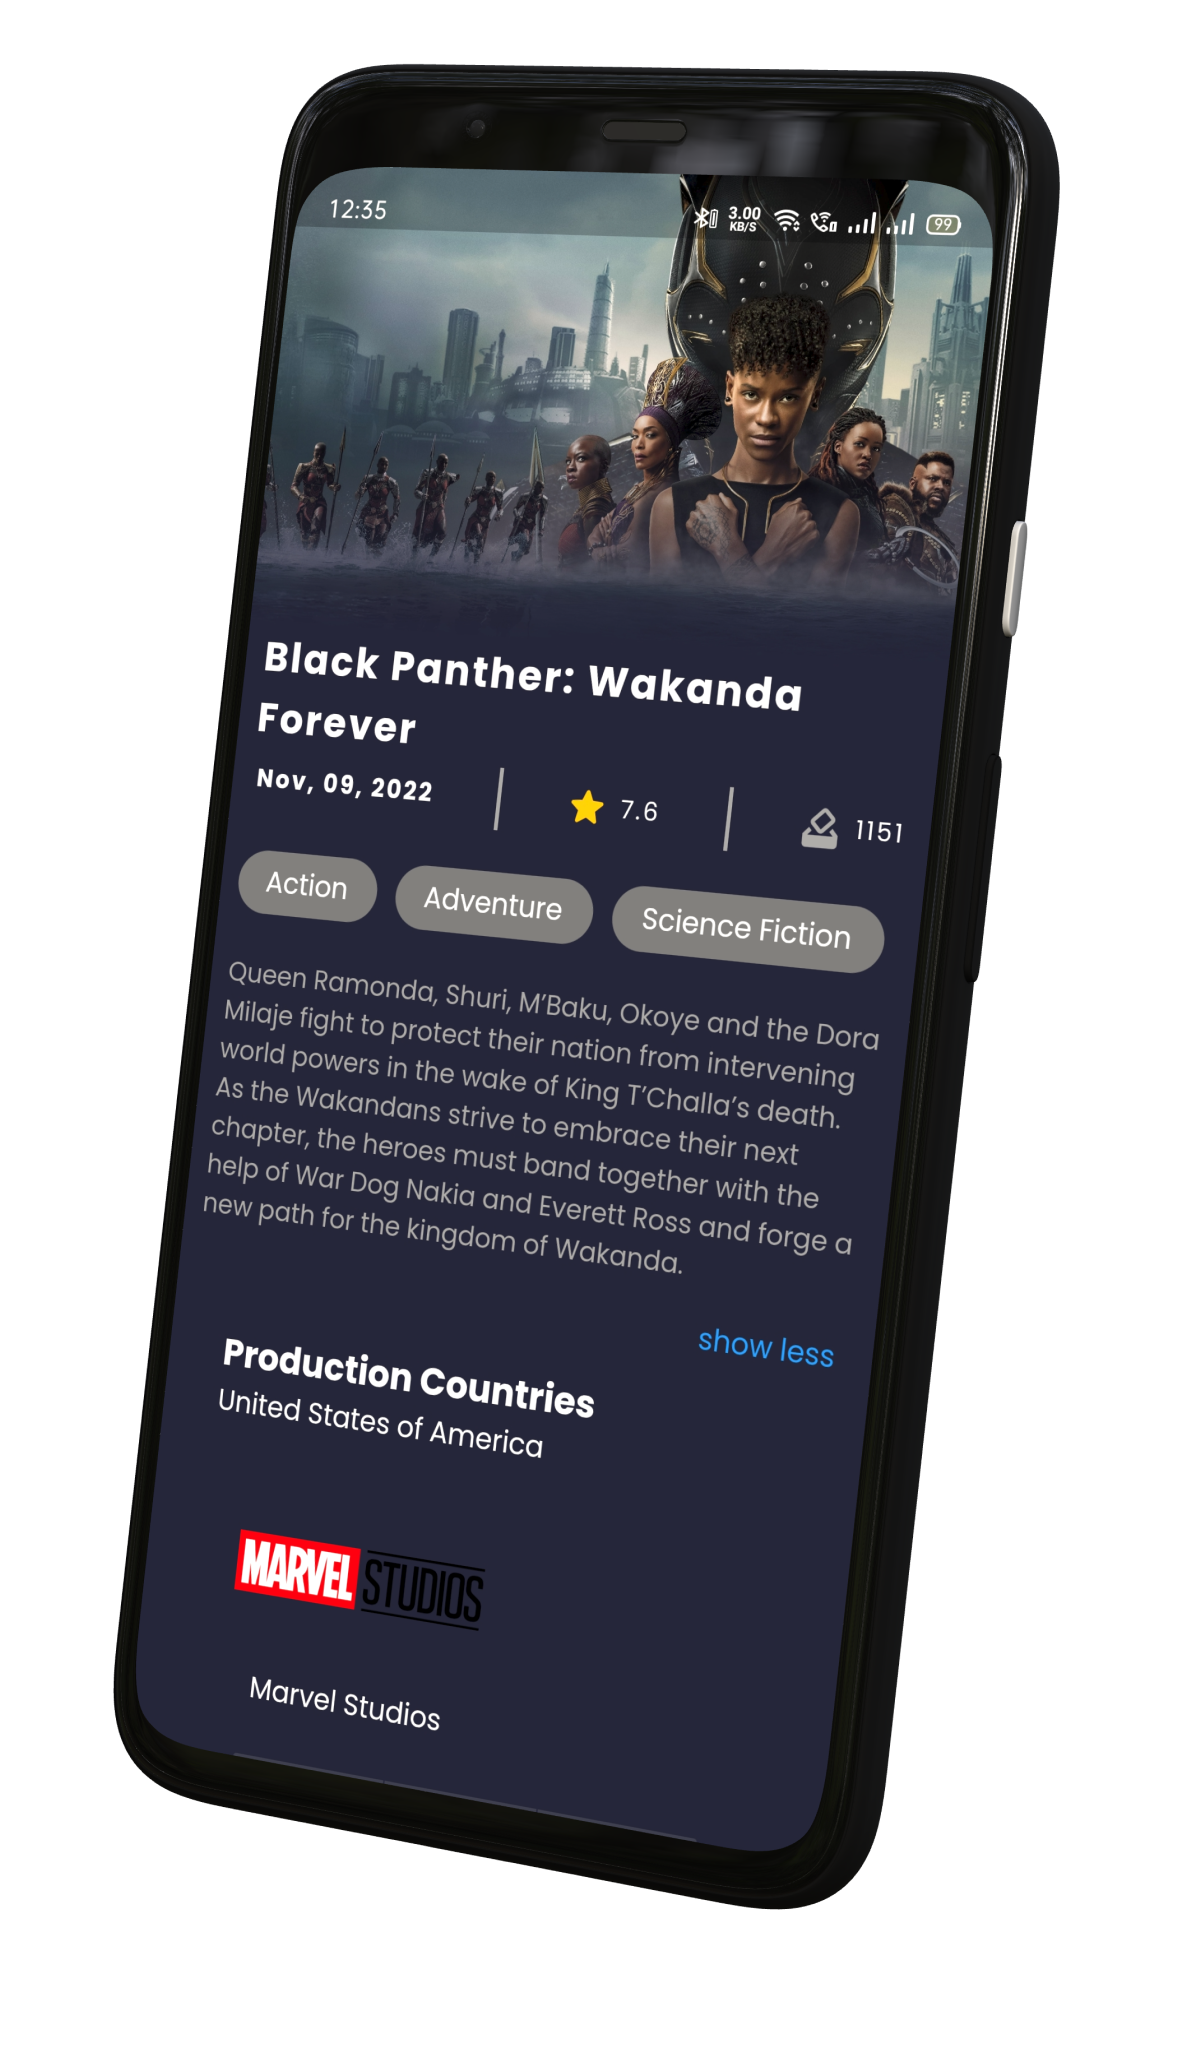 12:35 3.00 KB/S 99
Black Panther: Wakanda
Forever
Nov, 09, 2022 7.6 1151
Action Adventure Science Fiction
Queen Ramonda, Shuri, M’Baku, Okoye and the Dora
Milaje fight to protect their nation from intervening
world powers in the wake of King T’Challa’s death.
As the Wakandans strive to embrace their next
chapter, the heroes must band together with the
help of War Dog Nakia and Everett Ross and forge a
new path for the kingdom of Wakanda.
show less
Production Countries
United States of America
MARVEL STUDIOS
Marvel Studios